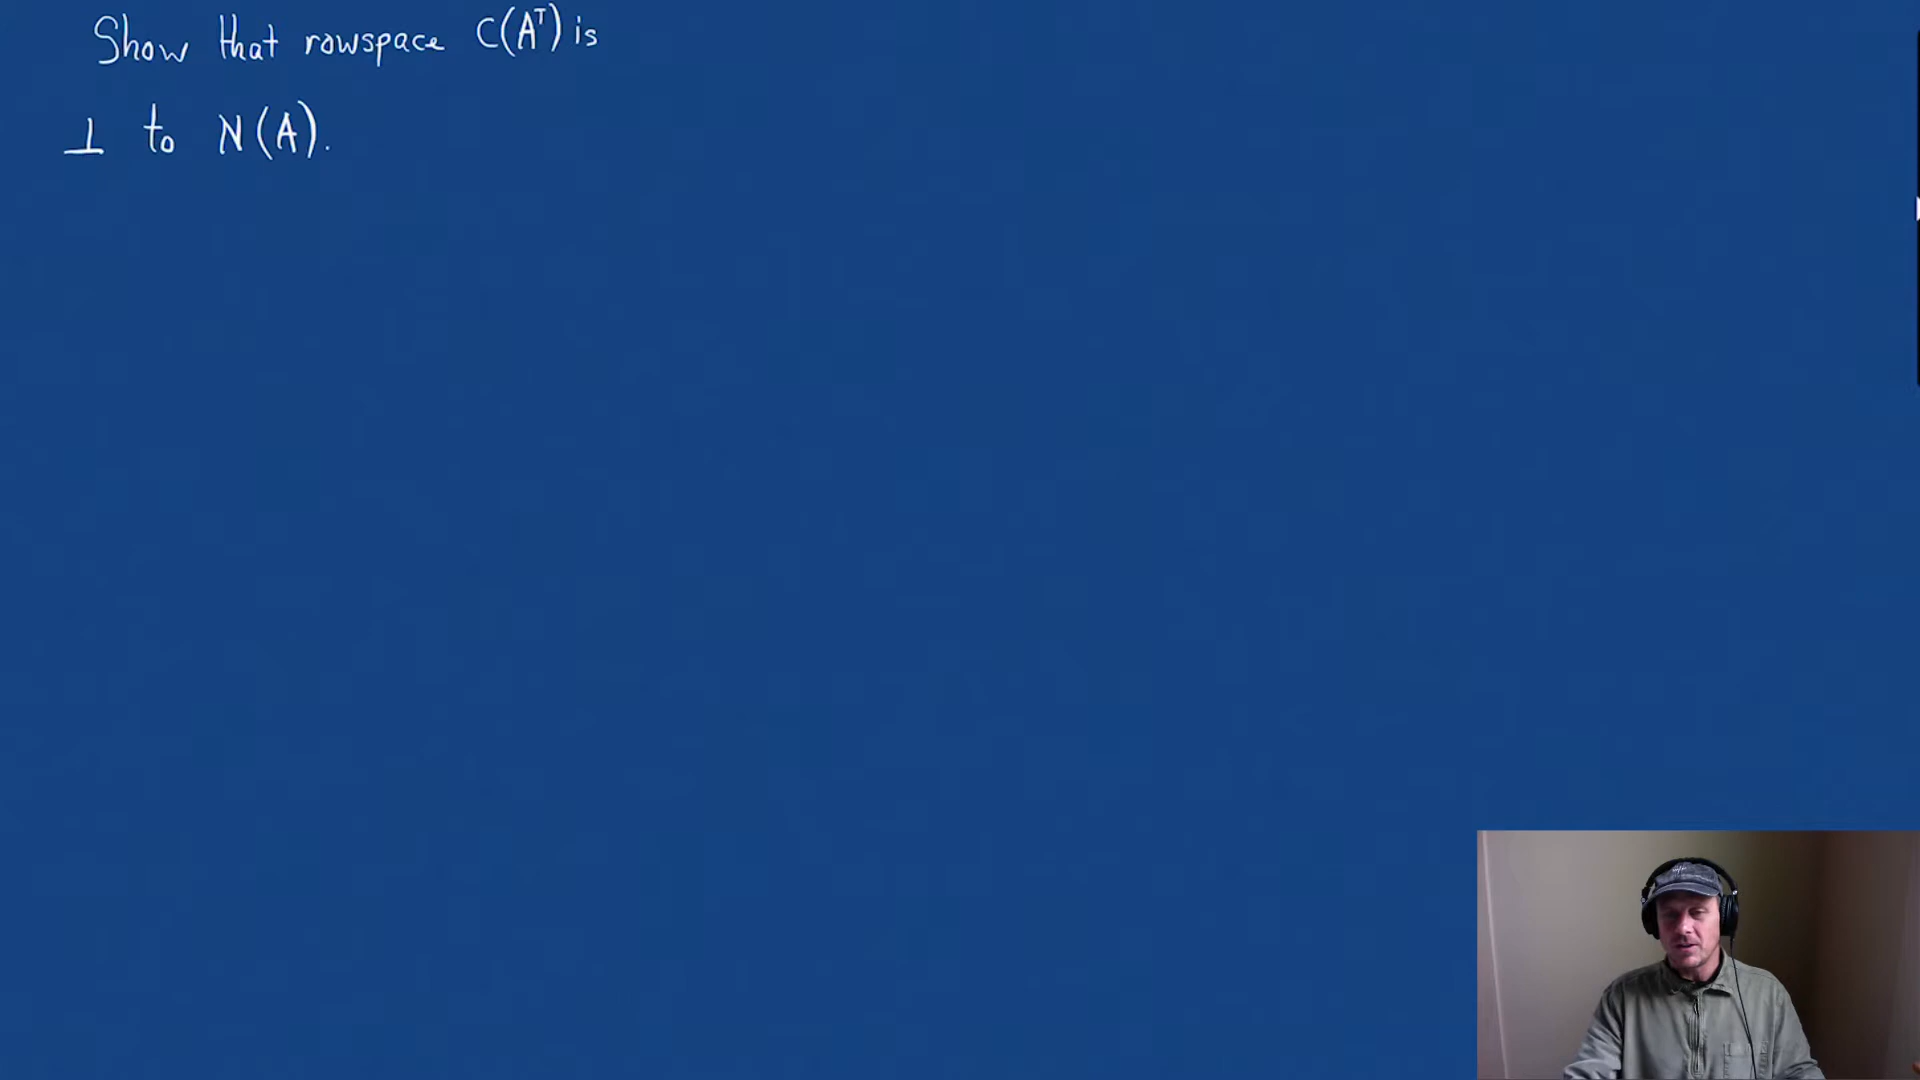 Show that rowspace C(Aᵀ) is
⊥ to N(A).